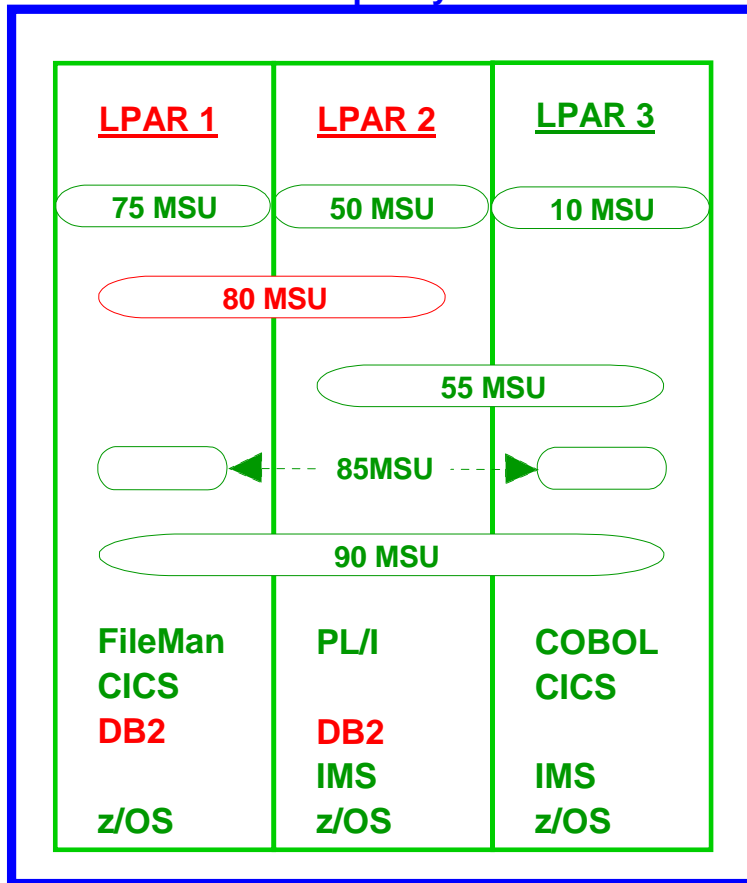 LPAR 1 LPAR 2 LPAR 3
75 MSU 50 MSU 10 MSU
80 MSU
55 MSU
85MSU
90 MSU
FileMan PL/I COBOL
CICS CICS
DB2 DB2
IMS IMS
z/OS z/OS z/OS